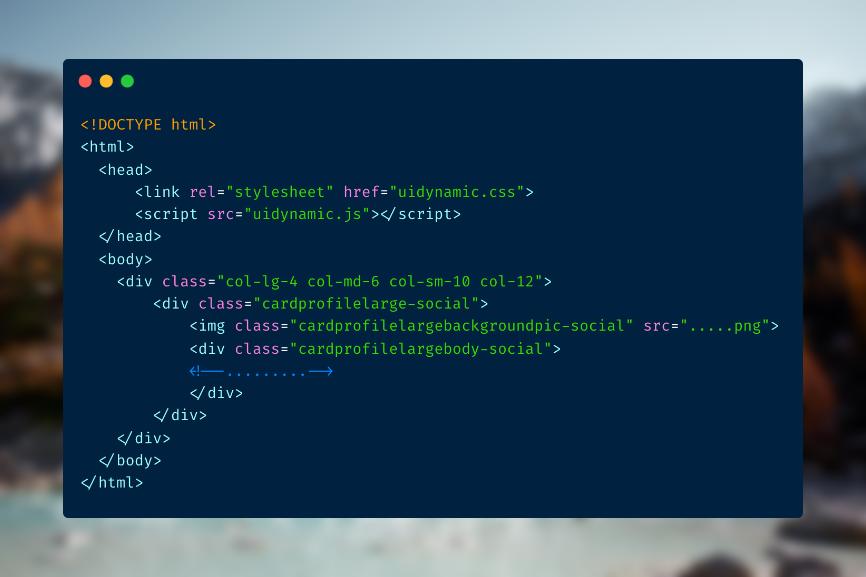 <!DOCTYPE html>
<html>
<head>
<link rel="stylesheet" href="uidynamic.css">
<script src="uidynamic.js"></script>
</head>
<body>
<div class="col-lg-4 col-md-6 col-sm-10 col-12">
<div class="cardprofilelarge-social">
<img class="cardprofilelargebackgroundpic-social" src=".....png">
<div class="cardprofilelargebody-social">
<!--.........-->
</div>
</div>
</div>
</body>
</html>